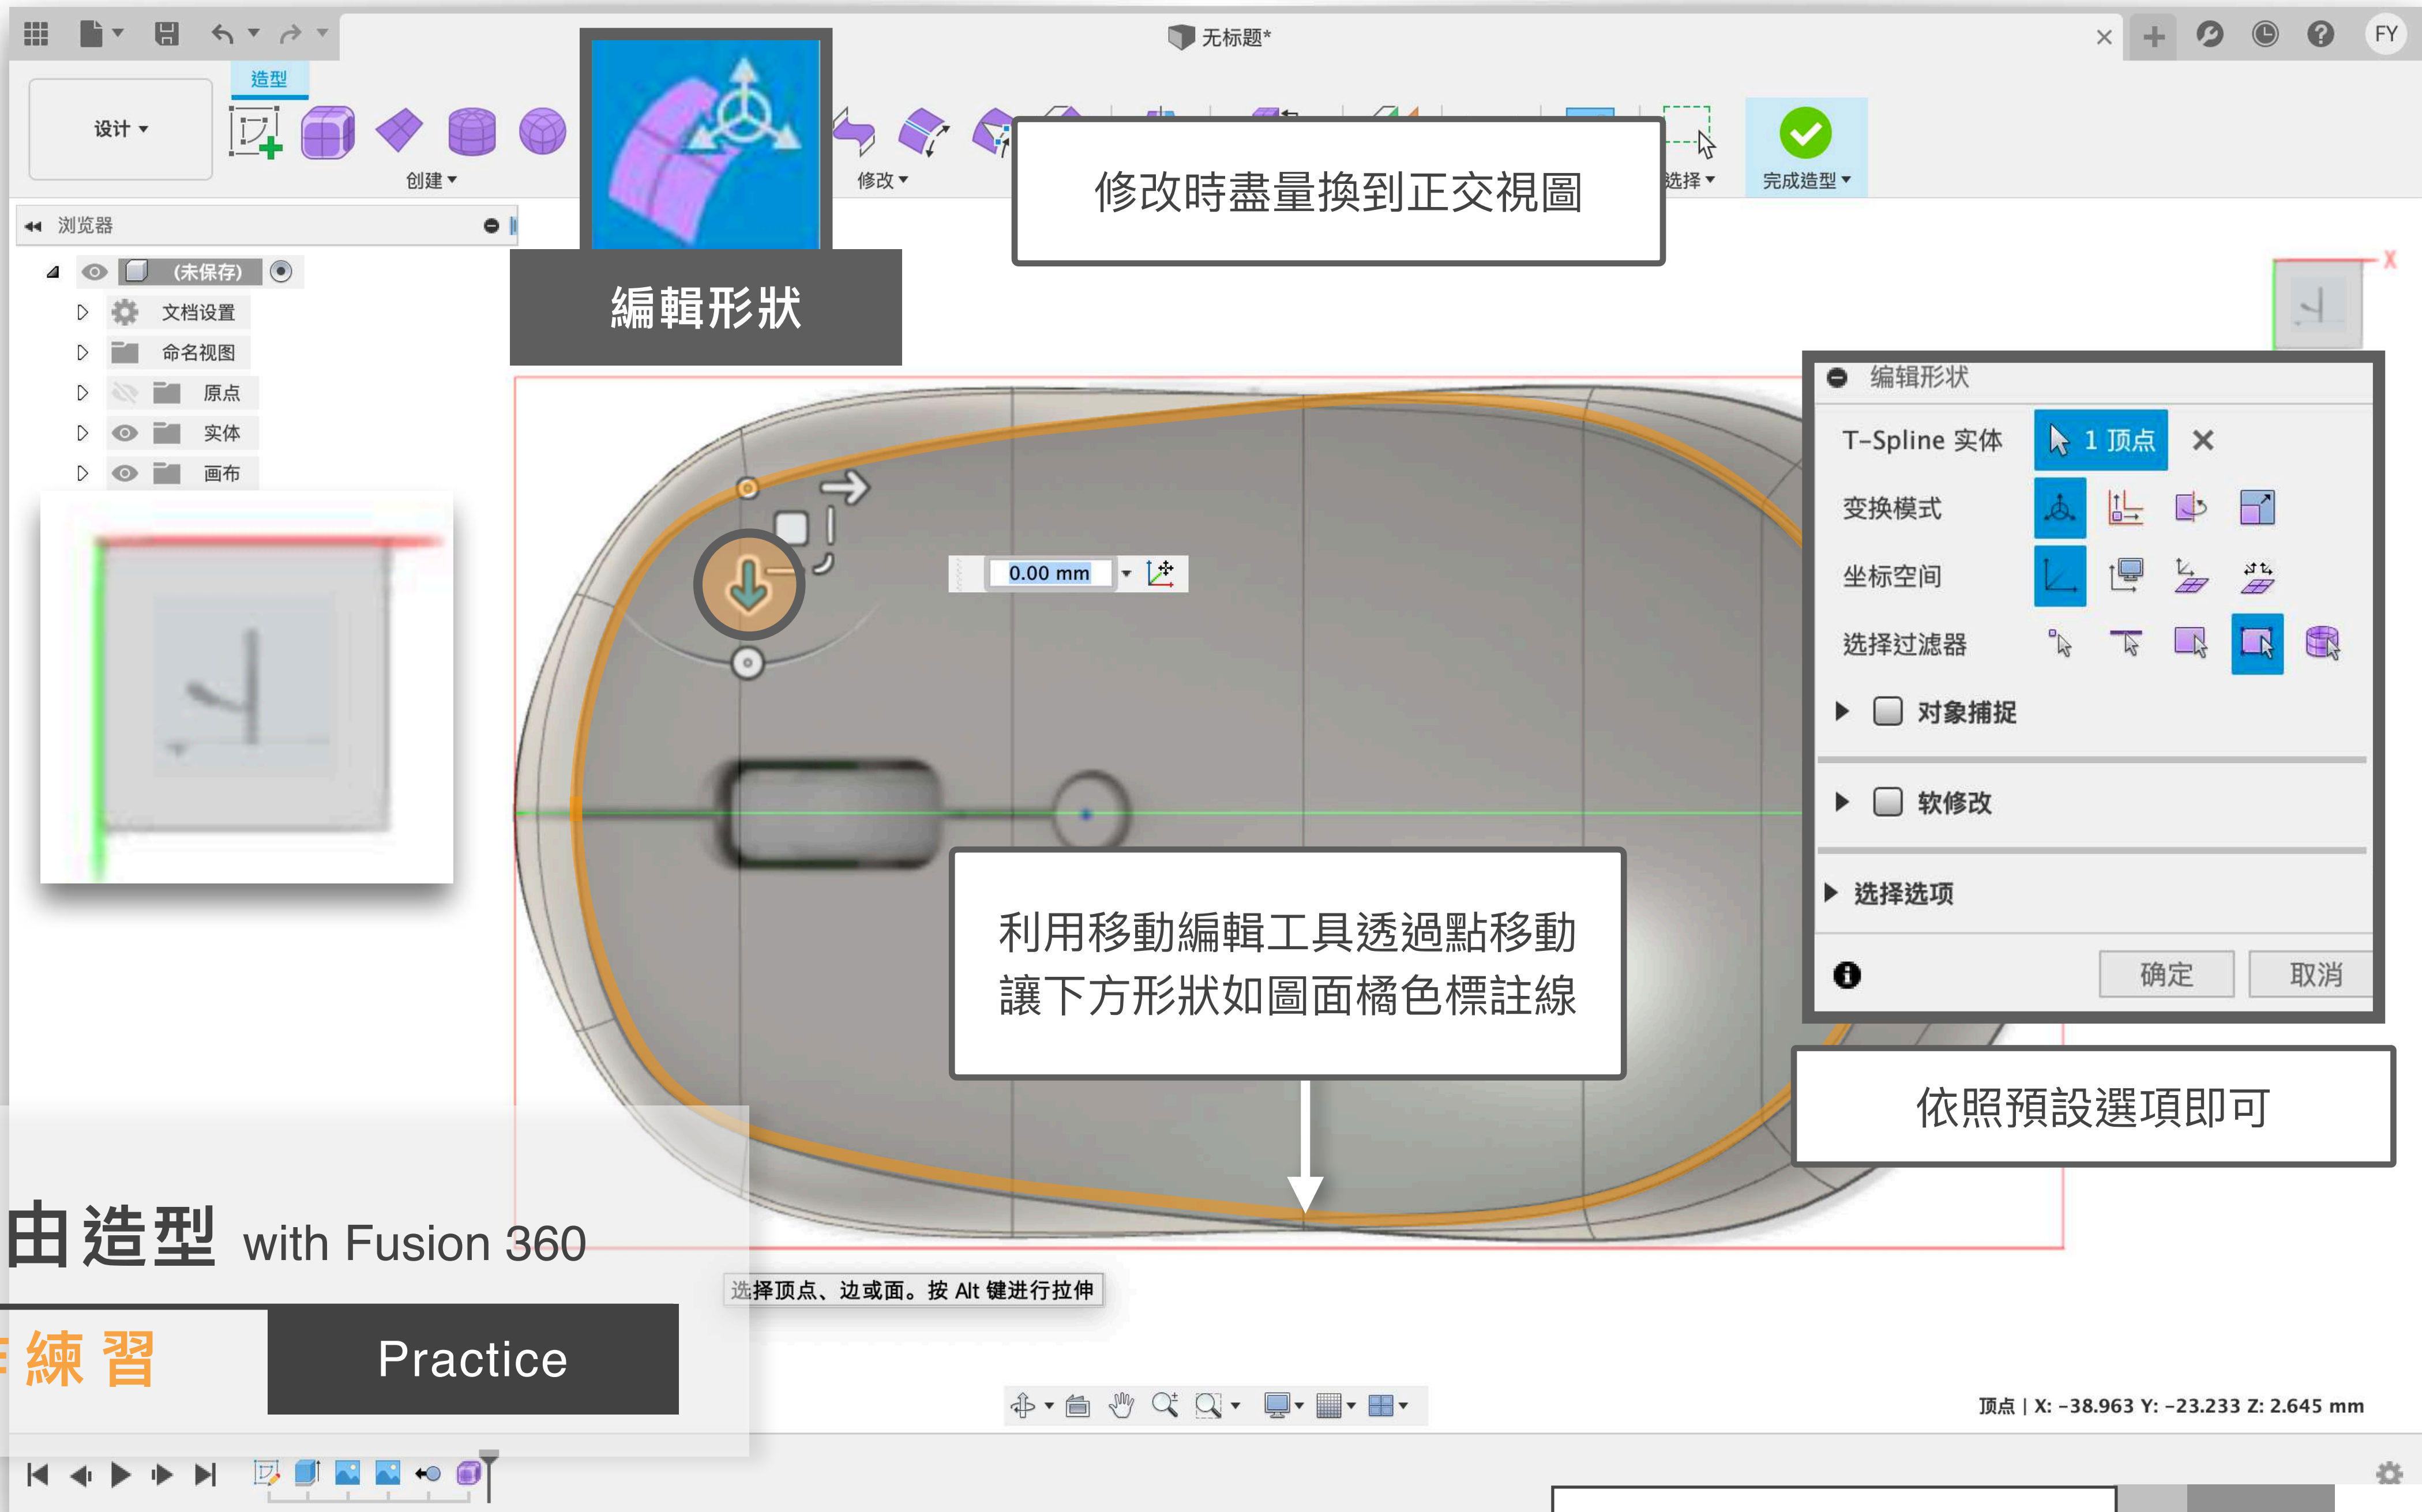 无标题*
FY
造型
设计
创建
修改
选择
完成造型
修改時盡量換到正交視圖
浏览器
編輯形狀
(未保存)
文档设置
命名视图
原点
实体
画布
X
编辑形状
T-Spline 实体
1 顶点
变换模式
坐标空间
选择过滤器
对象捕捉
软修改
选择选项
确定
取消
0.00 mm
利用移動編輯工具透過點移動
讓下方形狀如圖面橘色標註線
依照預設選項即可
由造型 with Fusion 360
选择顶点、边或面。按 Alt 键进行拉伸
練習
Practice
顶点 | X: -38.963 Y: -23.233 Z: 2.645 mm